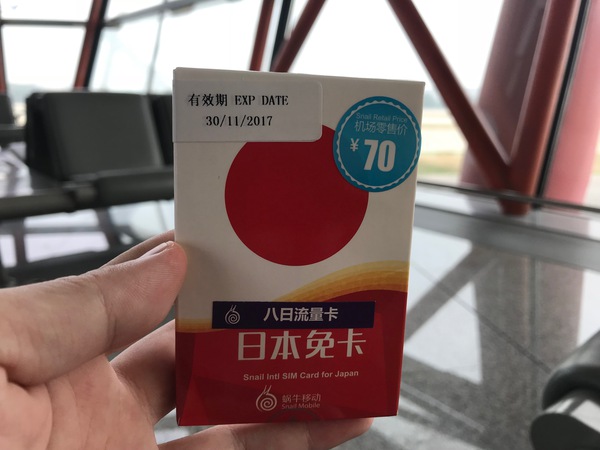 有效期 EXP DATE
30/11/2017
Snail Retail Price
机场零售价
¥70
八日流量卡
日本免卡
Snail Intl SIM Card for Japan
蜗牛移动
Snail Mobile